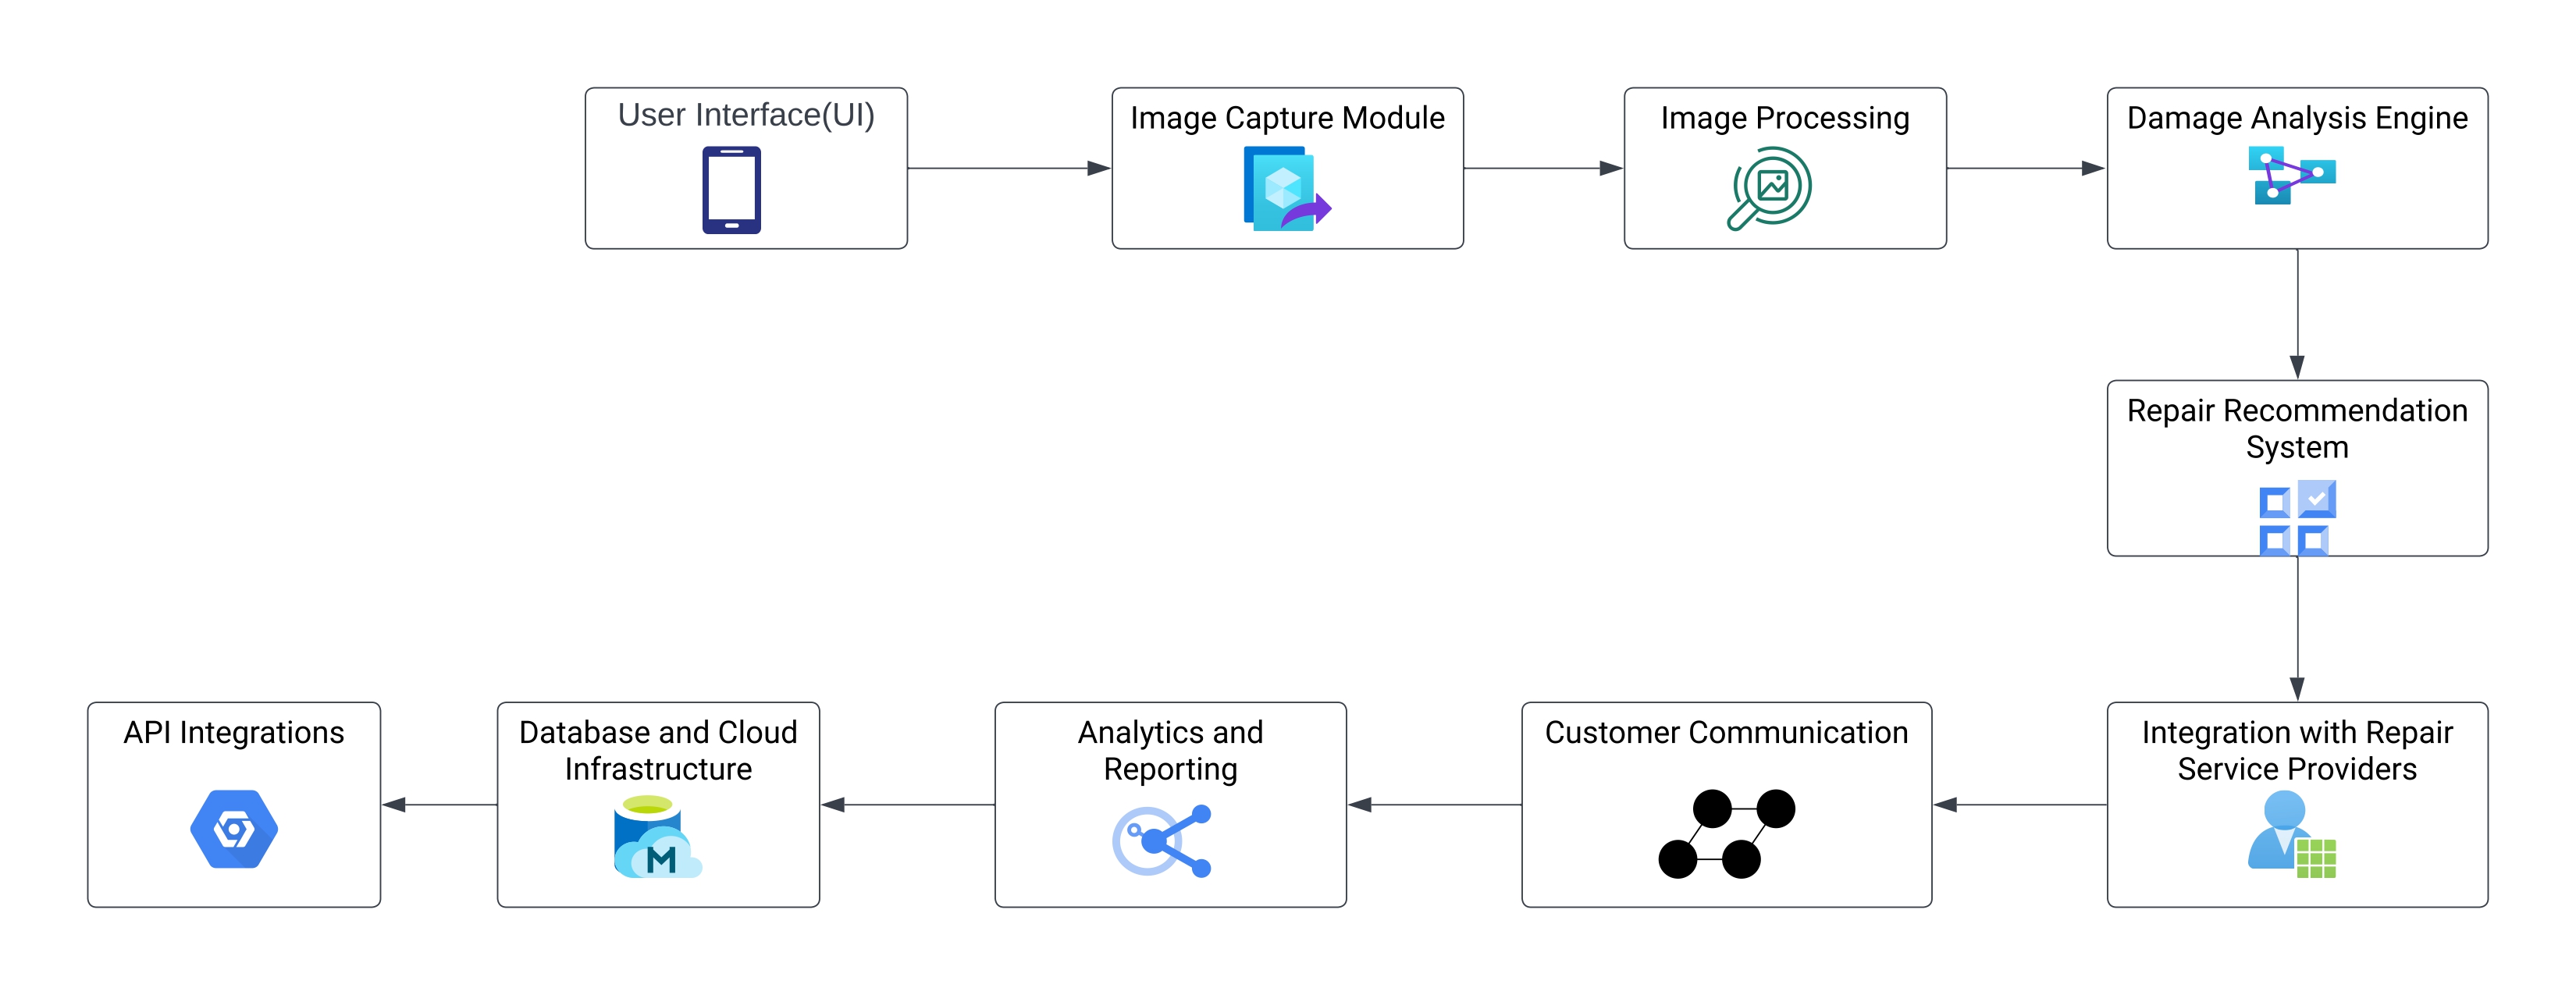 User Interface(UI)
Image Capture Module
Image Processing
Damage Analysis Engine
Repair Recommendation
System
Integration with Repair
Service Providers
Customer Communication
Analytics and
Reporting
Database and Cloud
Infrastructure
M
API Integrations